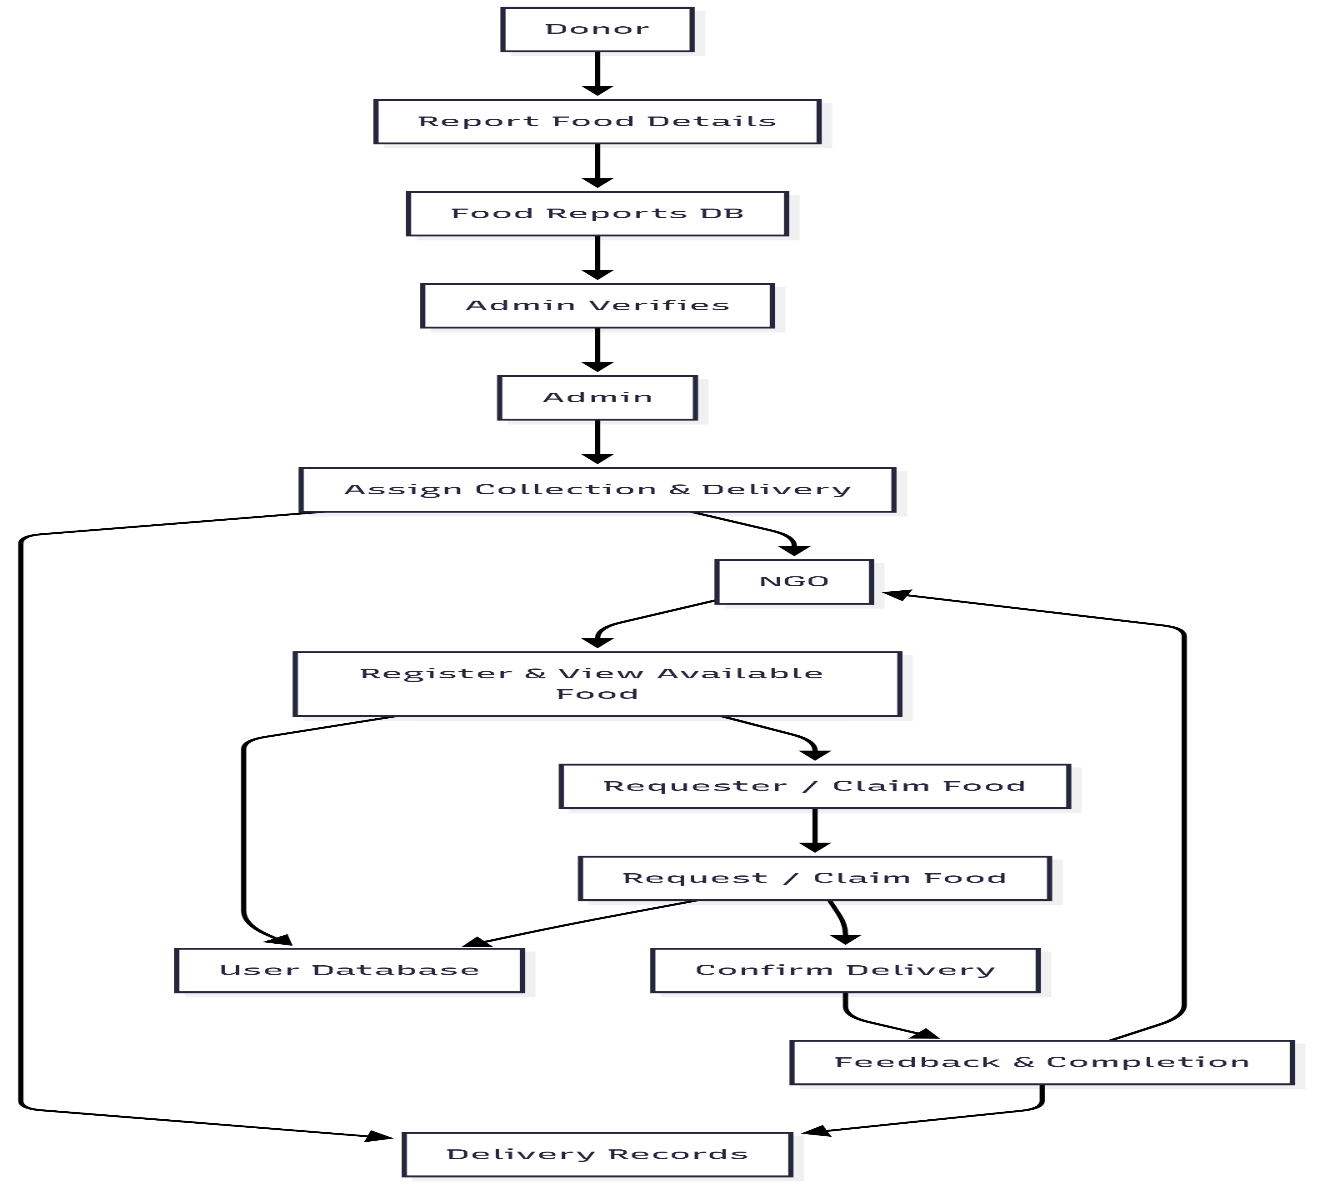 Donor
Report Food Details
Food Reports DB
Admin Verifies
Admin
Assign Collection & Delivery
NGO
Register & View Available
Food
Requester / Claim Food
Request / Claim Food
User Database
Confirm Delivery
Feedback & Completion
Delivery Records